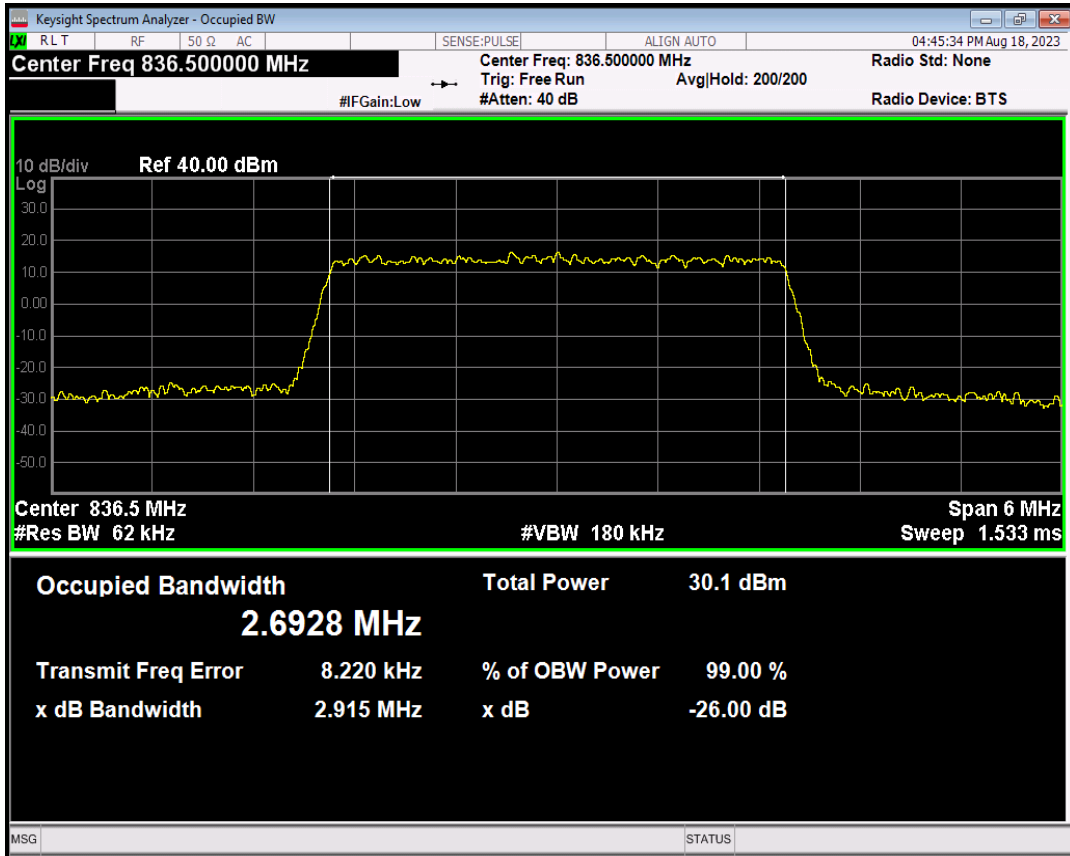 Keysight Spectrum Analyzer - Occupied BW
LXI RLT RF 50 Ω AC SENSE:PULSE ALIGN AUTO 04:45:34 PM Aug 18, 2023
Center Freq 836.500000 MHz Center Freq: 836.500000 MHz Radio Std: None
Trig: Free Run Avg|Hold: 200/200
#IFGain:Low #Atten: 40 dB Radio Device: BTS
10 dB/div Ref 40.00 dBm
Log
30.0
20.0
10.0
0.00
-10.0
-20.0
-30.0
-40.0
-50.0
Center 836.5 MHz Span 6 MHz
#Res BW 62 kHz #VBW 180 kHz Sweep 1.533 ms
Occupied Bandwidth Total Power 30.1 dBm
2.6928 MHz
Transmit Freq Error 8.220 kHz % of OBW Power 99.00 %
x dB Bandwidth 2.915 MHz x dB -26.00 dB
MSG STATUS